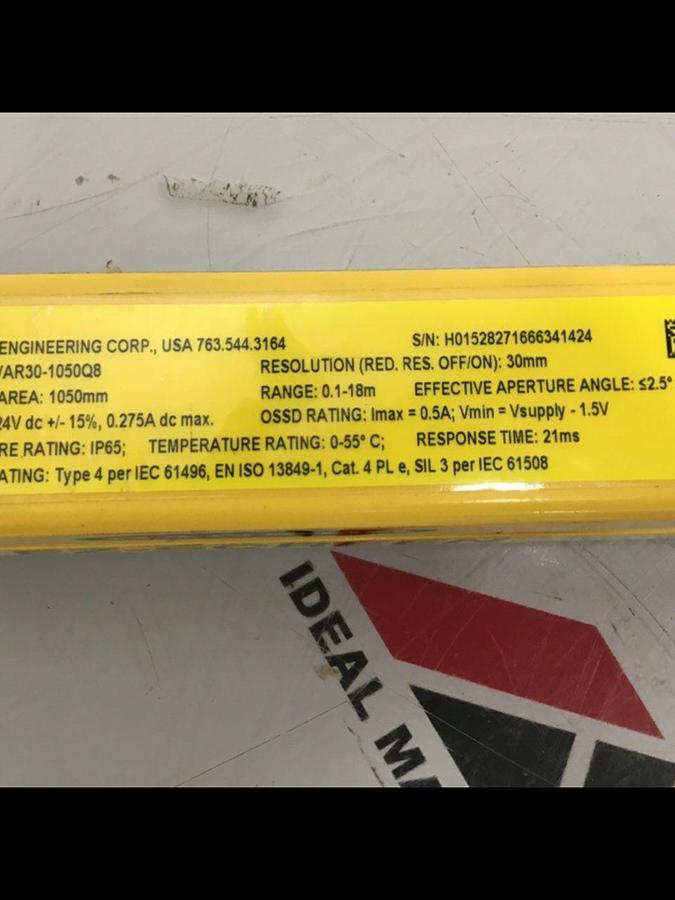 ENGINEERING CORP., USA 763.544.3164 S/N: H01528271666341424
/AR30-1050Q8 RESOLUTION (RED. RES. OFF/ON): 30mm
AREA: 1050mm RANGE: 0.1-18m EFFECTIVE APERTURE ANGLE: ≤2.5°
24V dc +/- 15%, 0.275A dc max. OSSD RATING: Imax = 0.5A; Vmin = Vsupply - 1.5V
RE RATING: IP65; TEMPERATURE RATING: 0-55° C; RESPONSE TIME: 21ms
ATING: Type 4 per IEC 61496, EN ISO 13849-1, Cat. 4 PL e, SIL 3 per IEC 61508
IDEAL MA